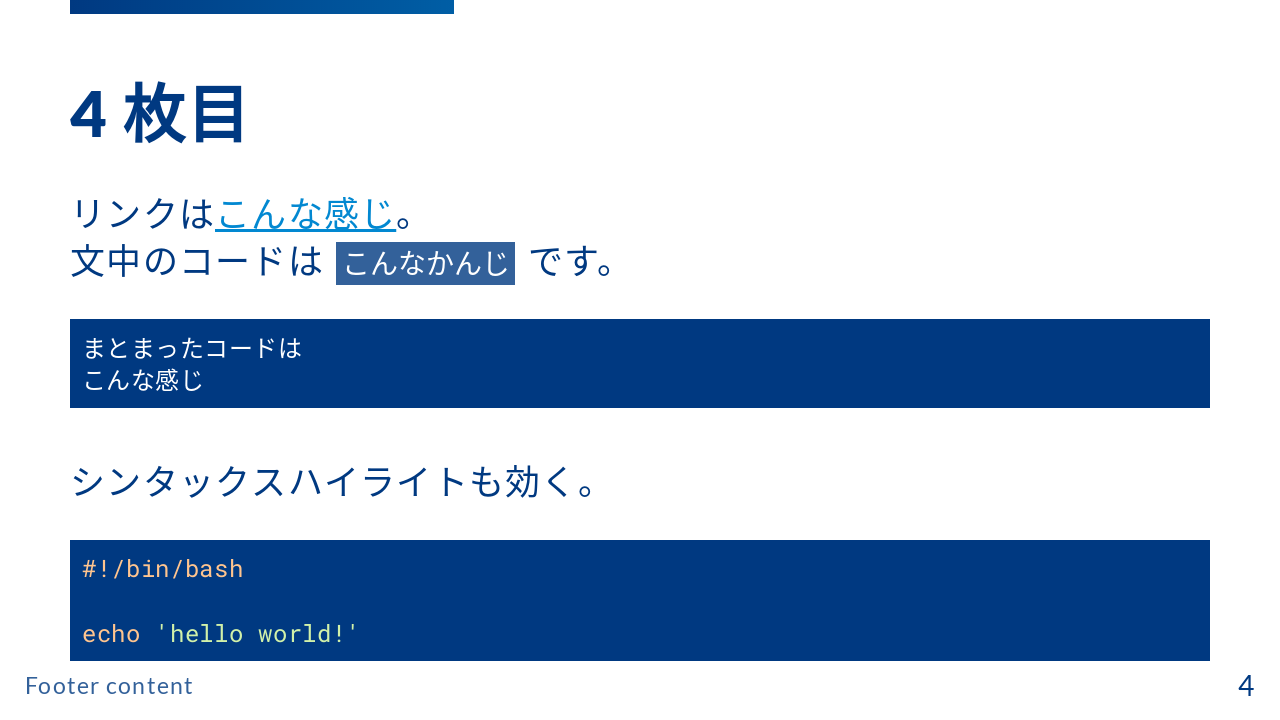 4 枚目
リンクはこんな感じ。
文中のコードは こんなかんじ です。
まとまったコードは
こんな感じ
シンタックスハイライトも効く。
#!/bin/bash
echo 'hello world!'
Footer content
4